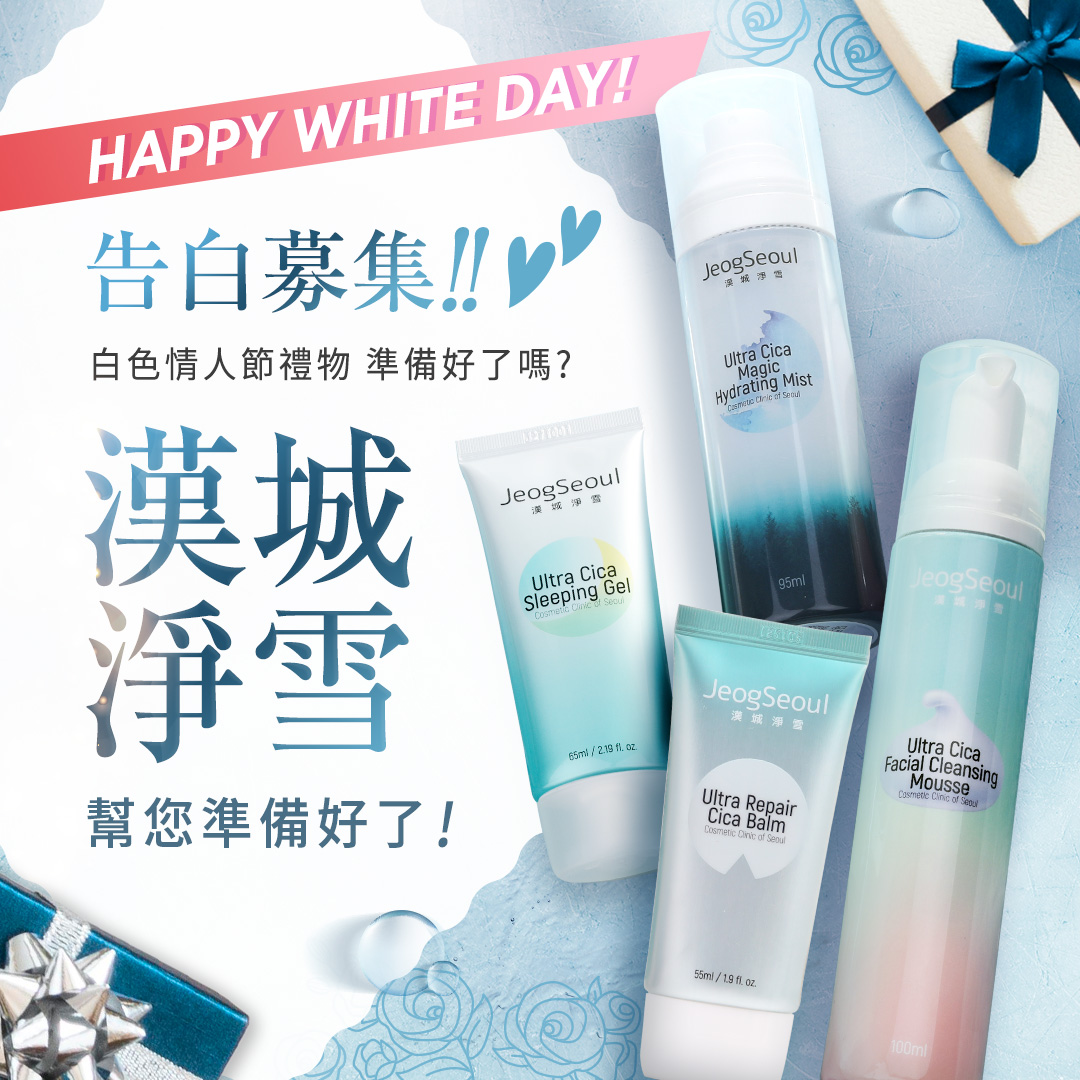 HAPPY WHITE DAY!
告白募集!!
白色情人節禮物 準備好了嗎?
漢城
淨雪
幫您準備好了!
JeogSeoul
漢城淨雪
Ultra Cica
Magic
Hydrating Mist
Cosmetic Clinic of Seoul
95ml
JeogSeoul
漢城淨雪
Ultra Cica
Sleeping Gel
Cosmetic Clinic of Seoul
65ml / 2.19 fl. oz.
JeogSeoul
漢城淨雪
Ultra Repair
Cica Balm
Cosmetic Clinic of Seoul
55ml / 1.9 fl. oz.
JeogSeoul
漢城淨雪
Ultra Cica
Facial Cleansing
Mousse
Cosmetic Clinic of Seoul
100ml